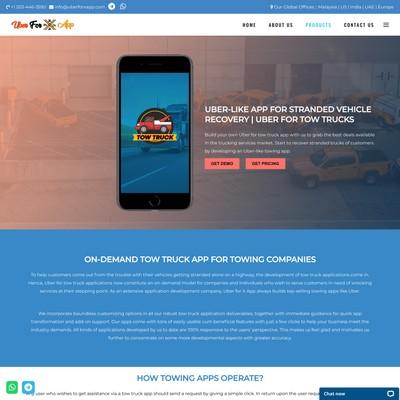 +1 503-446-3590 info@uberforxapp.com Our Global Offices : Malaysia | US | India | UAE | Europe
Uber For X App
HOME ABOUT US PRODUCTS CONTACT US
UBER-LIKE APP FOR STRANDED VEHICLE
RECOVERY | UBER FOR TOW TRUCKS
Build your own Uber for tow truck app with us to grab the best deals available
in the trucking services market. Start to recover stranded trucks of customers
by developing an Uber-like towing app.
TOW TRUCK
GET DEMO GET PRICING
ON-DEMAND TOW TRUCK APP FOR TOWING COMPANIES
To help customers come out from the trouble with their vehicles getting stranded alone on a highway, the development of tow truck applications come in.
Hence, Uber for tow truck applications now constitute an on-demand model for companies and individuals who wish to serve customers in need of wrecking
services at their stopping point. As an extensive application development company, Uber for X App always builds top-selling towing apps like Uber.
We incorporate boundless customizing options in all our robust tow truck application deliverables, together with immediate guidance for quick app
transformation and add-on support. Our apps come with tons of easily usable cum beneficial features with just a few clicks to help your business meet the
industry demands. All kinds of applications developed by us to date are 100% responsive to the users' perspective. This makes us feel glad and motivates us
further to concentrate on some more developmental aspects with greater accuracy.
HOW TOWING APPS OPERATE?
user who wishes to get assistance via a tow truck app should send a request by giving a simple click. In return upon the user reques
Chat now